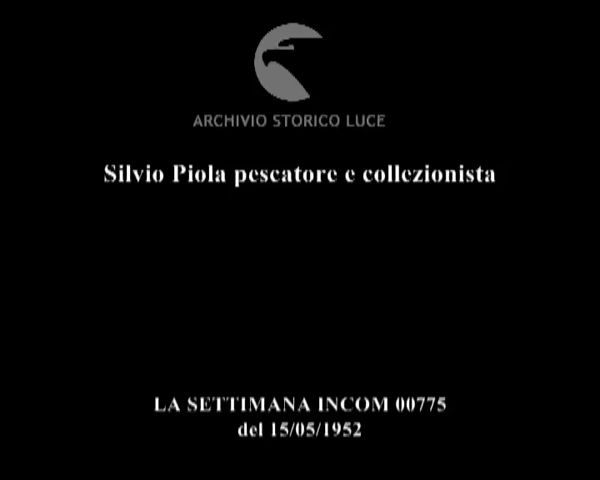 ARCHIVIO STORICO LUCE
Silvio Piola pescatore e collezionista
LA SETTIMANA INCOM 00775
del 15/05/1952